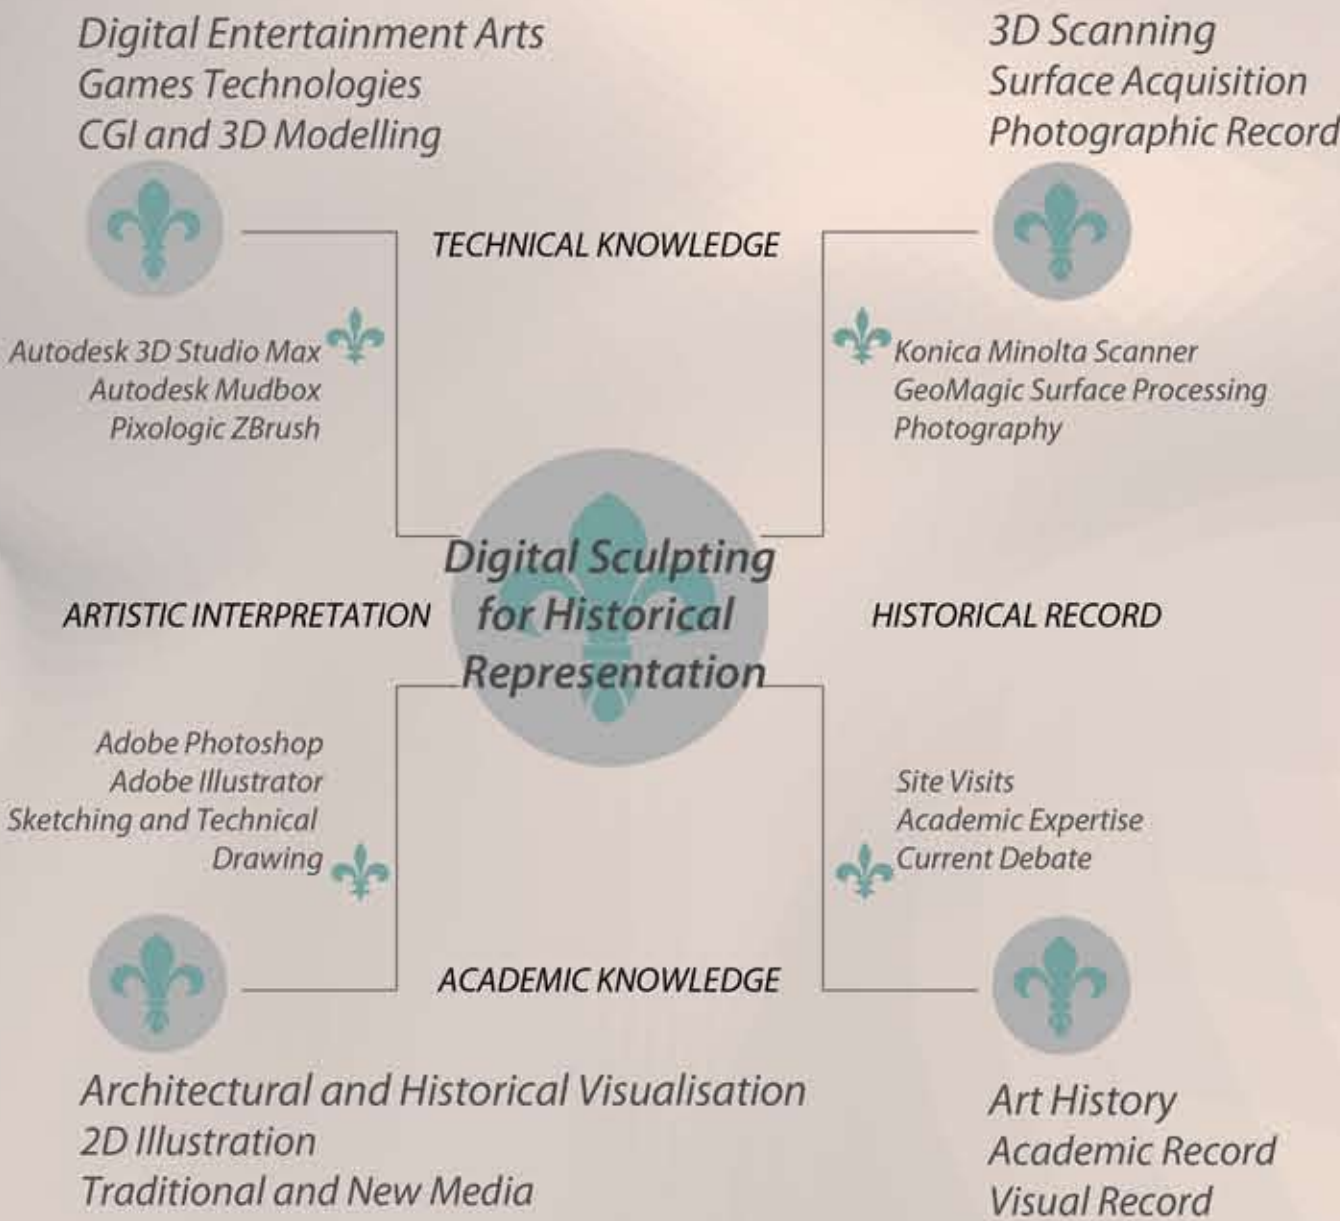 Digital Entertainment Arts
Games Technologies
CGI and 3D Modelling
3D Scanning
Surface Acquisition
Photographic Record
TECHNICAL KNOWLEDGE
Autodesk 3D Studio Max
Autodesk Mudbox
Pixologic ZBrush
Konica Minolta Scanner
GeoMagic Surface Processing
Photography
ARTISTIC INTERPRETATION
Digital Sculpting
for Historical
Representation
HISTORICAL RECORD
Adobe Photoshop
Adobe Illustrator
Sketching and Technical
Drawing
Site Visits
Academic Expertise
Current Debate
ACADEMIC KNOWLEDGE
Architectural and Historical Visualisation
2D Illustration
Traditional and New Media
Art History
Academic Record
Visual Record